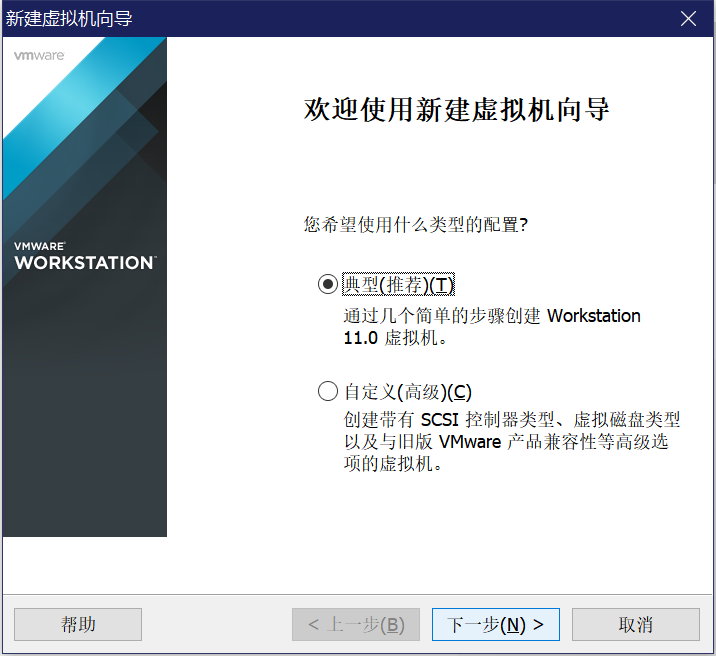 新建虚拟机向导
vmware
欢迎使用新建虚拟机向导
您希望使用什么类型的配置?
VMWARE®
WORKSTATION™
典型(推荐)(T)
通过几个简单的步骤创建 Workstation
11.0 虚拟机。
自定义(高级)(C)
创建带有 SCSI 控制器类型、虚拟磁盘类型
以及与旧版 VMware 产品兼容性等高级选
项的虚拟机。
帮助
< 上一步(B)
下一步(N) >
取消